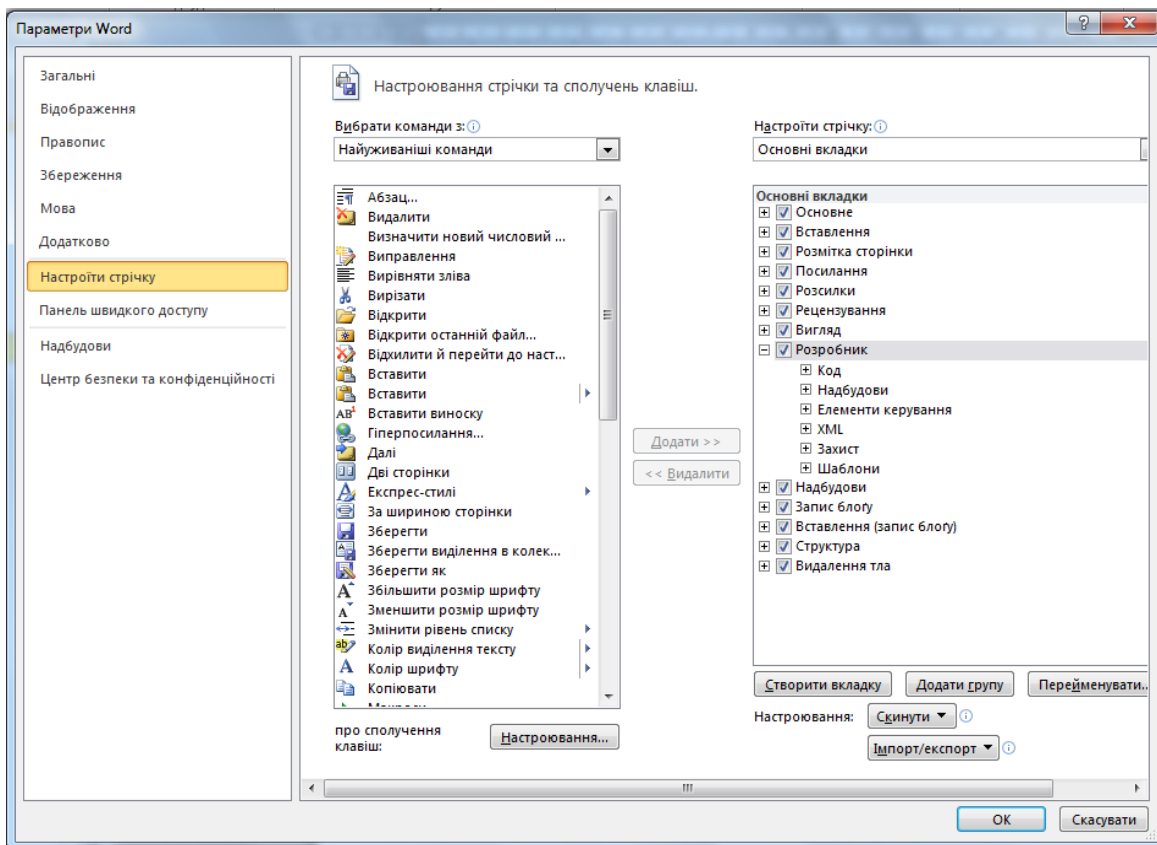 Параметри Word
Загальні
Відображення
Правопис
Збереження
Мова
Додатково
Настроїти стрічку
Панель швидкого доступу
Надбудови
Центр безпеки та конфіденційності
Настроювання стрічки та сполучень клавіш.
Вибрати команди з:
Найуживаніші команди
Абзац...
Видалити
Визначити новий числовий ...
Виправлення
Вирівняти зліва
Вирізати
Відкрити
Відкрити останній файл...
Відхилити й перейти до наст...
Вставити
Вставити
Вставити виноску
Гіперпосилання...
Далі
Дві сторінки
Експрес-стилі
За шириною сторінки
Зберегти
Зберегти виділення в колек...
Зберегти як
Збільшити розмір шрифту
Зменшити розмір шрифту
Змінити рівень списку
Колір виділення тексту
Колір шрифту
Копіювати
про сполучення
клавіш:
Настроювання...
Додати >>
<< Видалити
Настроїти стрічку:
Основні вкладки
Основні вкладки
Основне
Вставлення
Розмітка сторінки
Посилання
Розсилки
Рецензування
Вигляд
Розробник
Код
Надбудови
Елементи керування
XML
Захист
Шаблони
Надбудови
Запис блоґу
Вставлення (запис блоґу)
Структура
Видалення тла
Створити вкладку
Додати групу
Перейменувати..
Настроювання:
Скинути
Імпорт/експорт
ОК
Скасувати